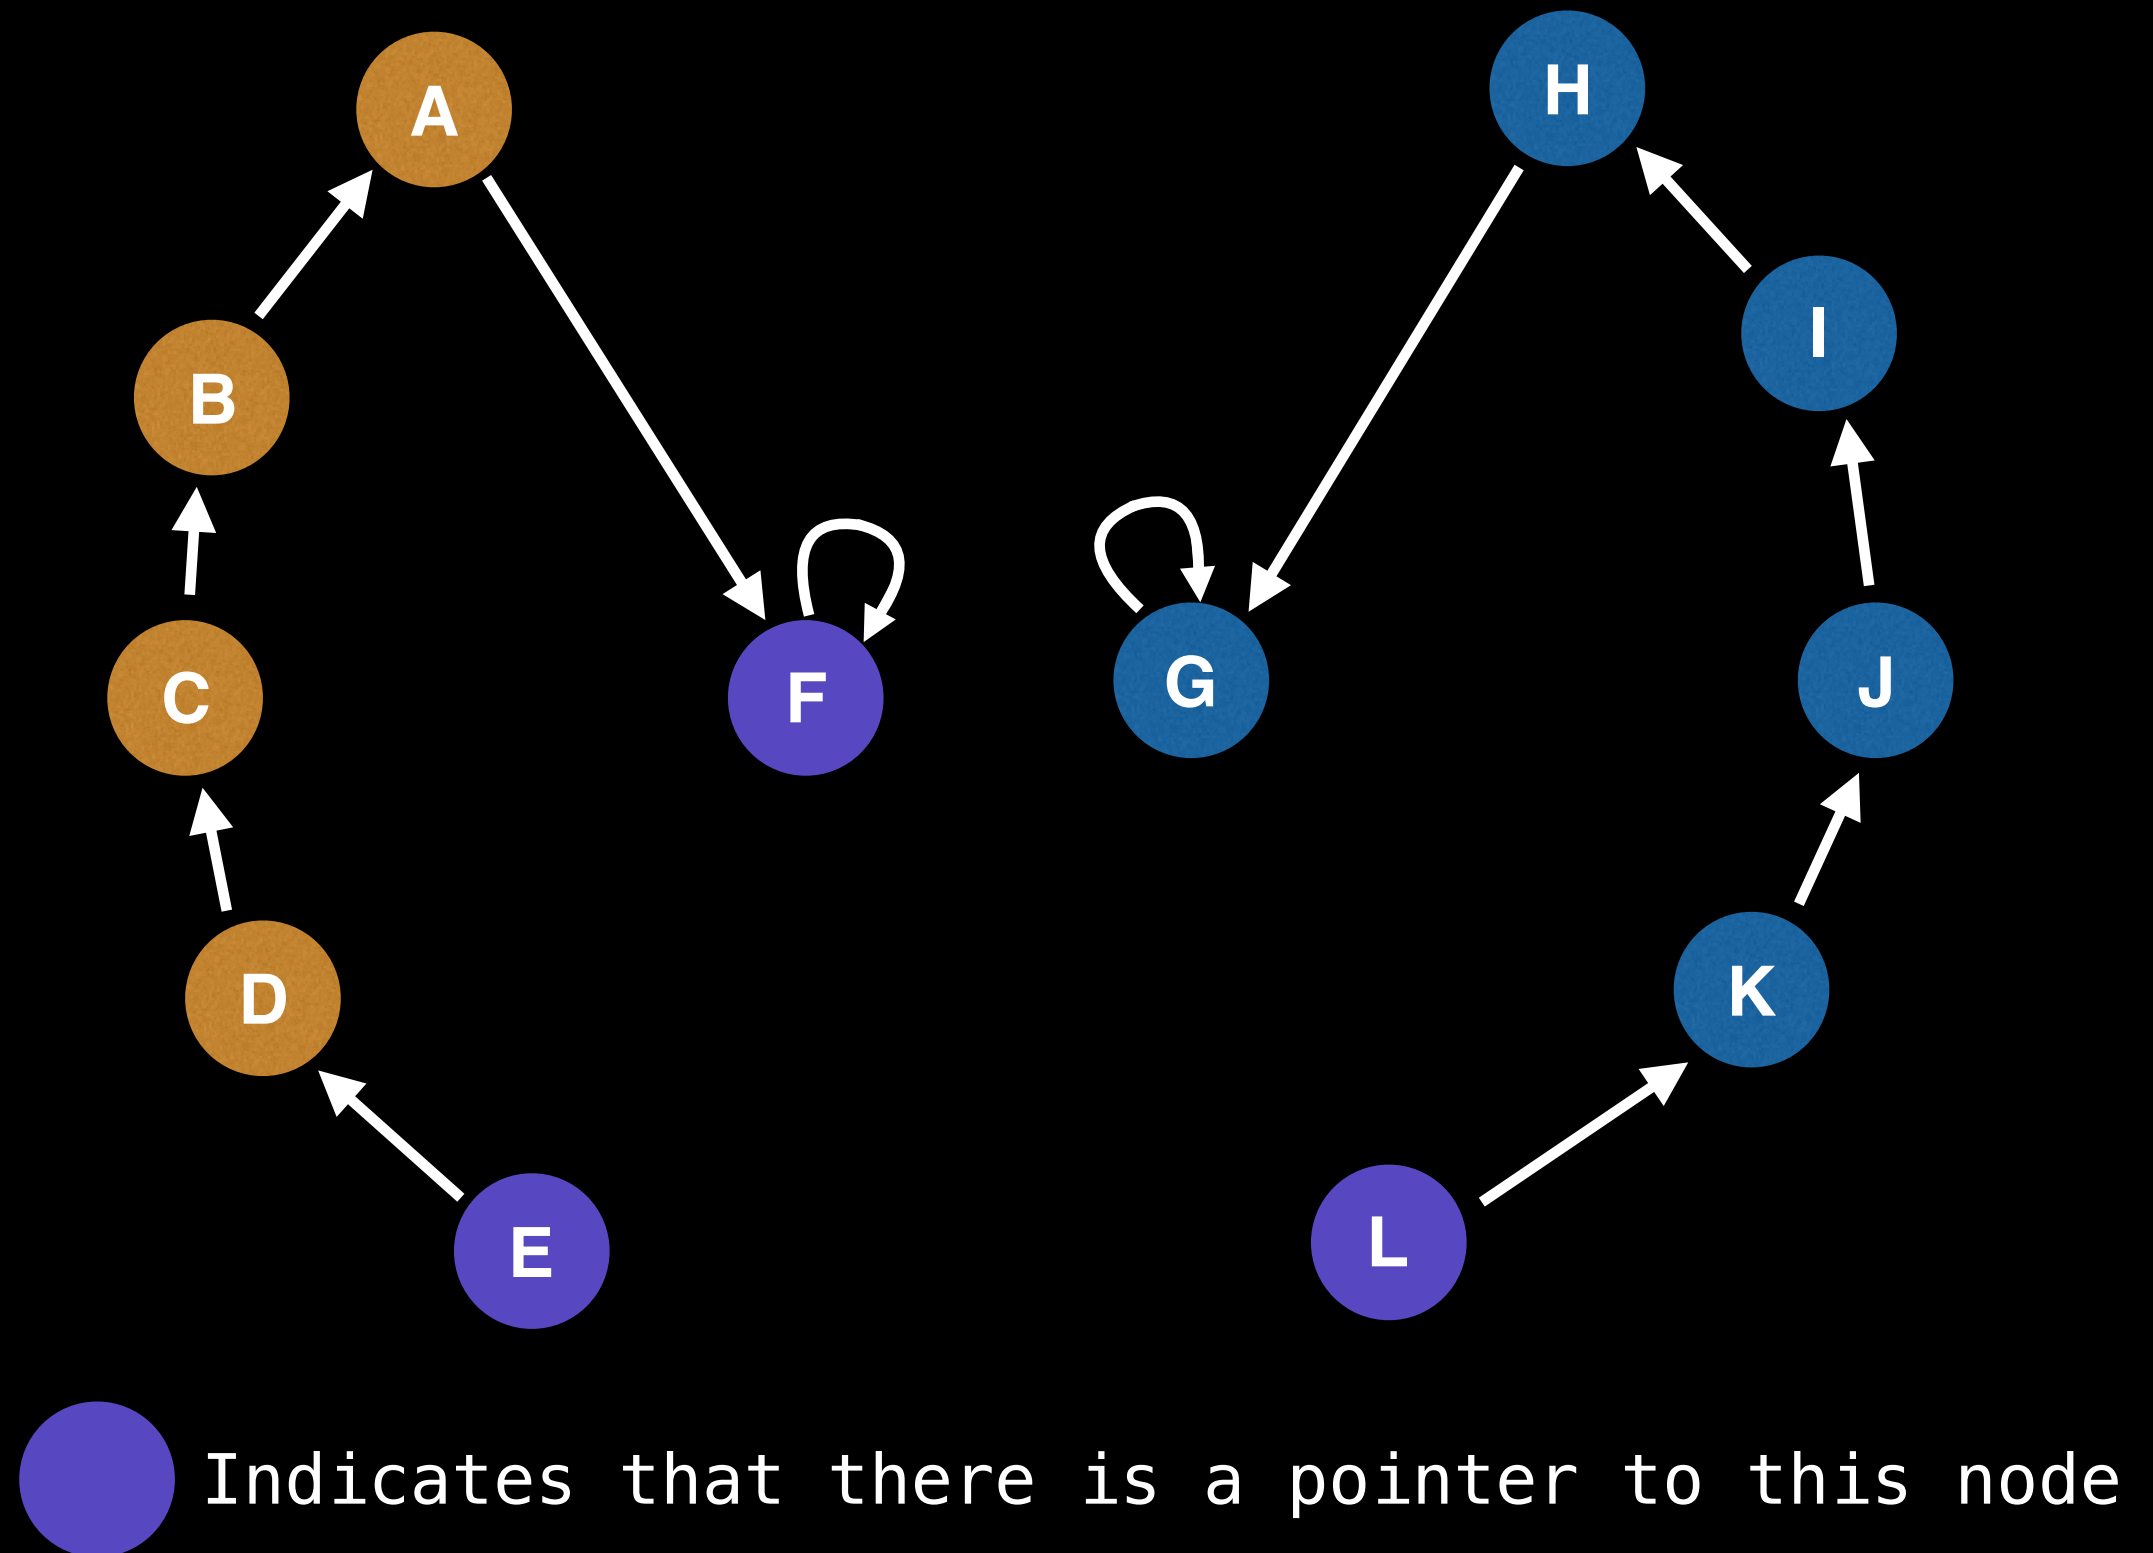 A
H
I
B
C
F
G
J
D
K
E
L
Indicates that there is a pointer to this node